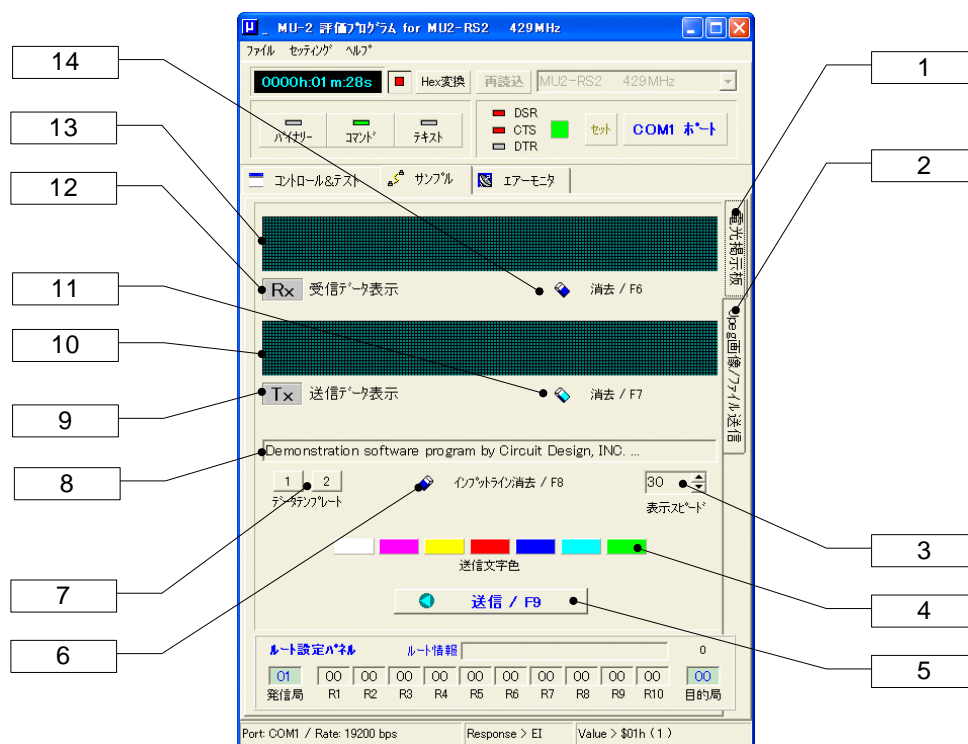 μ _ MU-2 評価プログラム for MU2-RS2 429MHz
ファイル セッティング ヘルプ
0000h:01 m:28s Hex変換 再読込 MU2-RS2 429MHz
バイナリー コマンド テキスト
DSR
CTS
DTR
セット COM1 ポート
コントロール&テスト サンプル エアーモニタ
電光掲示板
Jpeg画像/ファイル送信
Rx 受信データ表示 消去 / F6
Tx 送信データ表示 消去 / F7
Demonstration software program by Circuit Design, INC. ...
1 2
データテンプレート
インプットライン消去 / F8
30
表示スピード
送信文字色
送信 / F9
ルート設定パネル ルート情報 0
01 00 00 00 00 00 00 00 00 00 00 00
発信局 R1 R2 R3 R4 R5 R6 R7 R8 R9 R10 目的局
Port: COM1 / Rate: 19200 bps Response > EI Value > $01h ( 1 )
14
13
12
11
10
9
8
7
6
1
2
3
4
5